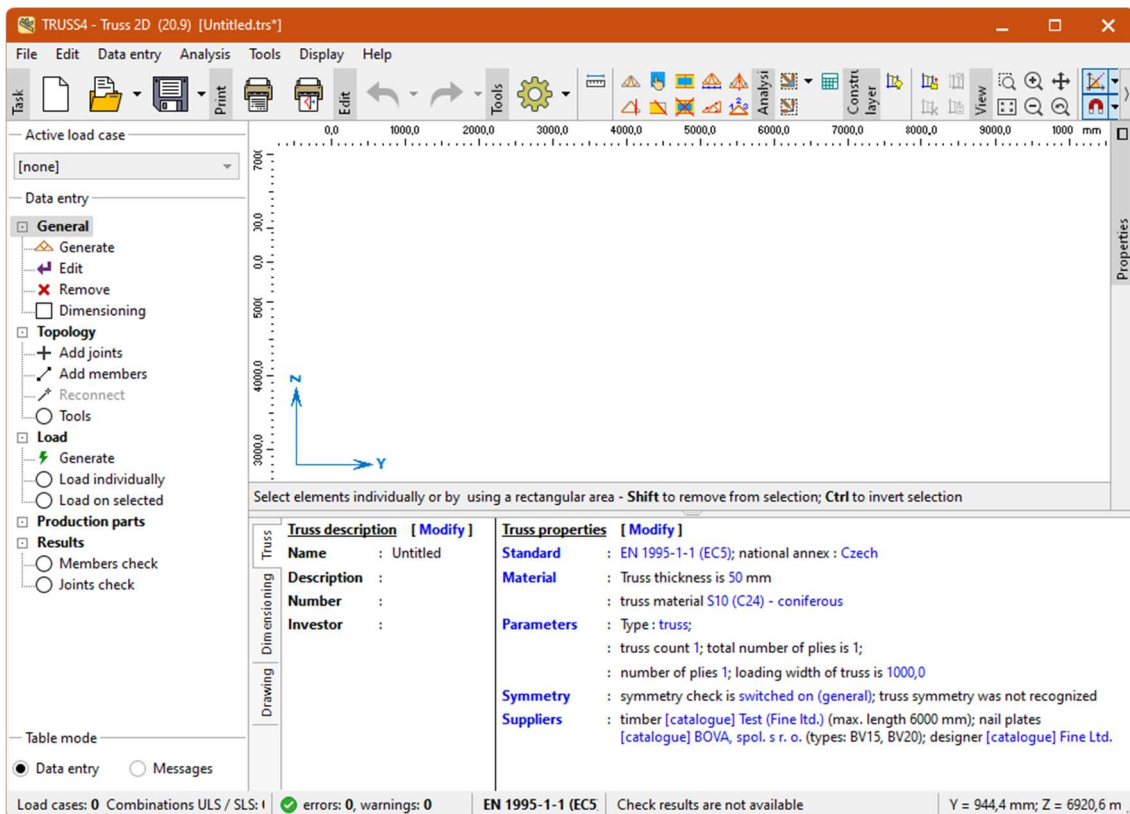 TRUSS4 - Truss 2D (20.9) [Untitled.trs*]
File Edit Data entry Analysis Tools Display Help
Task
Print
Edit
Tools
Analysi
Constru
layer
View
Active load case
[none]
Data entry
General
Generate
Edit
Remove
Dimensioning
Topology
Add joints
Add members
Reconnect
Tools
Load
Generate
Load individually
Load on selected
Production parts
Results
Members check
Joints check
Table mode
Data entry Messages
0,0 1000,0 2000,0 3000,0 4000,0 5000,0 6000,0 7000,0 8000,0 9000,0 1000 mm
4000,0
Z
Y
Properties
Select elements individually or by using a rectangular area - Shift to remove from selection; Ctrl to invert selection
Truss
Dimensioning
Drawing
Truss description [ Modify ]
Name : Untitled
Description :
Number :
Investor :
Truss properties [ Modify ]
Standard : EN 1995-1-1 (EC5); national annex : Czech
Material : Truss thickness is 50 mm
: truss material S10 (C24) - coniferous
Parameters : Type : truss;
: truss count 1; total number of plies is 1;
: number of plies 1; loading width of truss is 1000,0
Symmetry : symmetry check is switched on (general); truss symmetry was not recognized
Suppliers : timber [catalogue] Test (Fine ltd.) (max. length 6000 mm); nail plates
[catalogue] BOVA, spol. s r. o. (types: BV15, BV20); designer [catalogue] Fine Ltd.
Load cases: 0 Combinations ULS / SLS: errors: 0, warnings: 0 EN 1995-1-1 (EC5 Check results are not available Y = 944,4 mm; Z = 6920,6 m